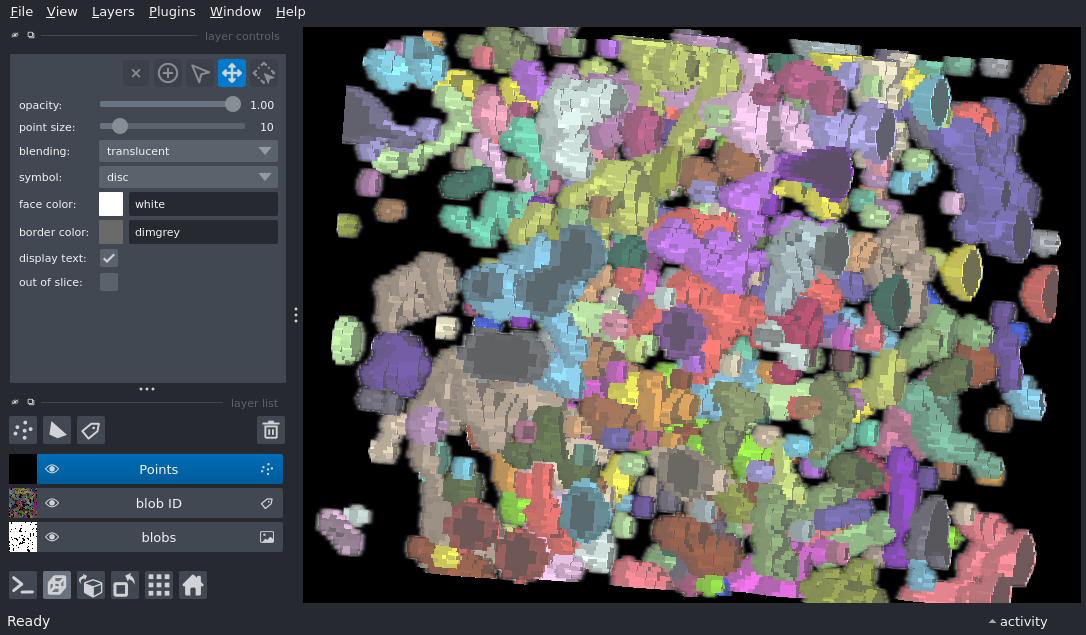 File View Layers Plugins Window Help
layer controls
opacity: 1.00
point size: 10
blending: translucent
symbol: disc
face color: white
border color: dimgrey
display text:
out of slice:
layer list
Points
blob ID
blobs
Ready
activity